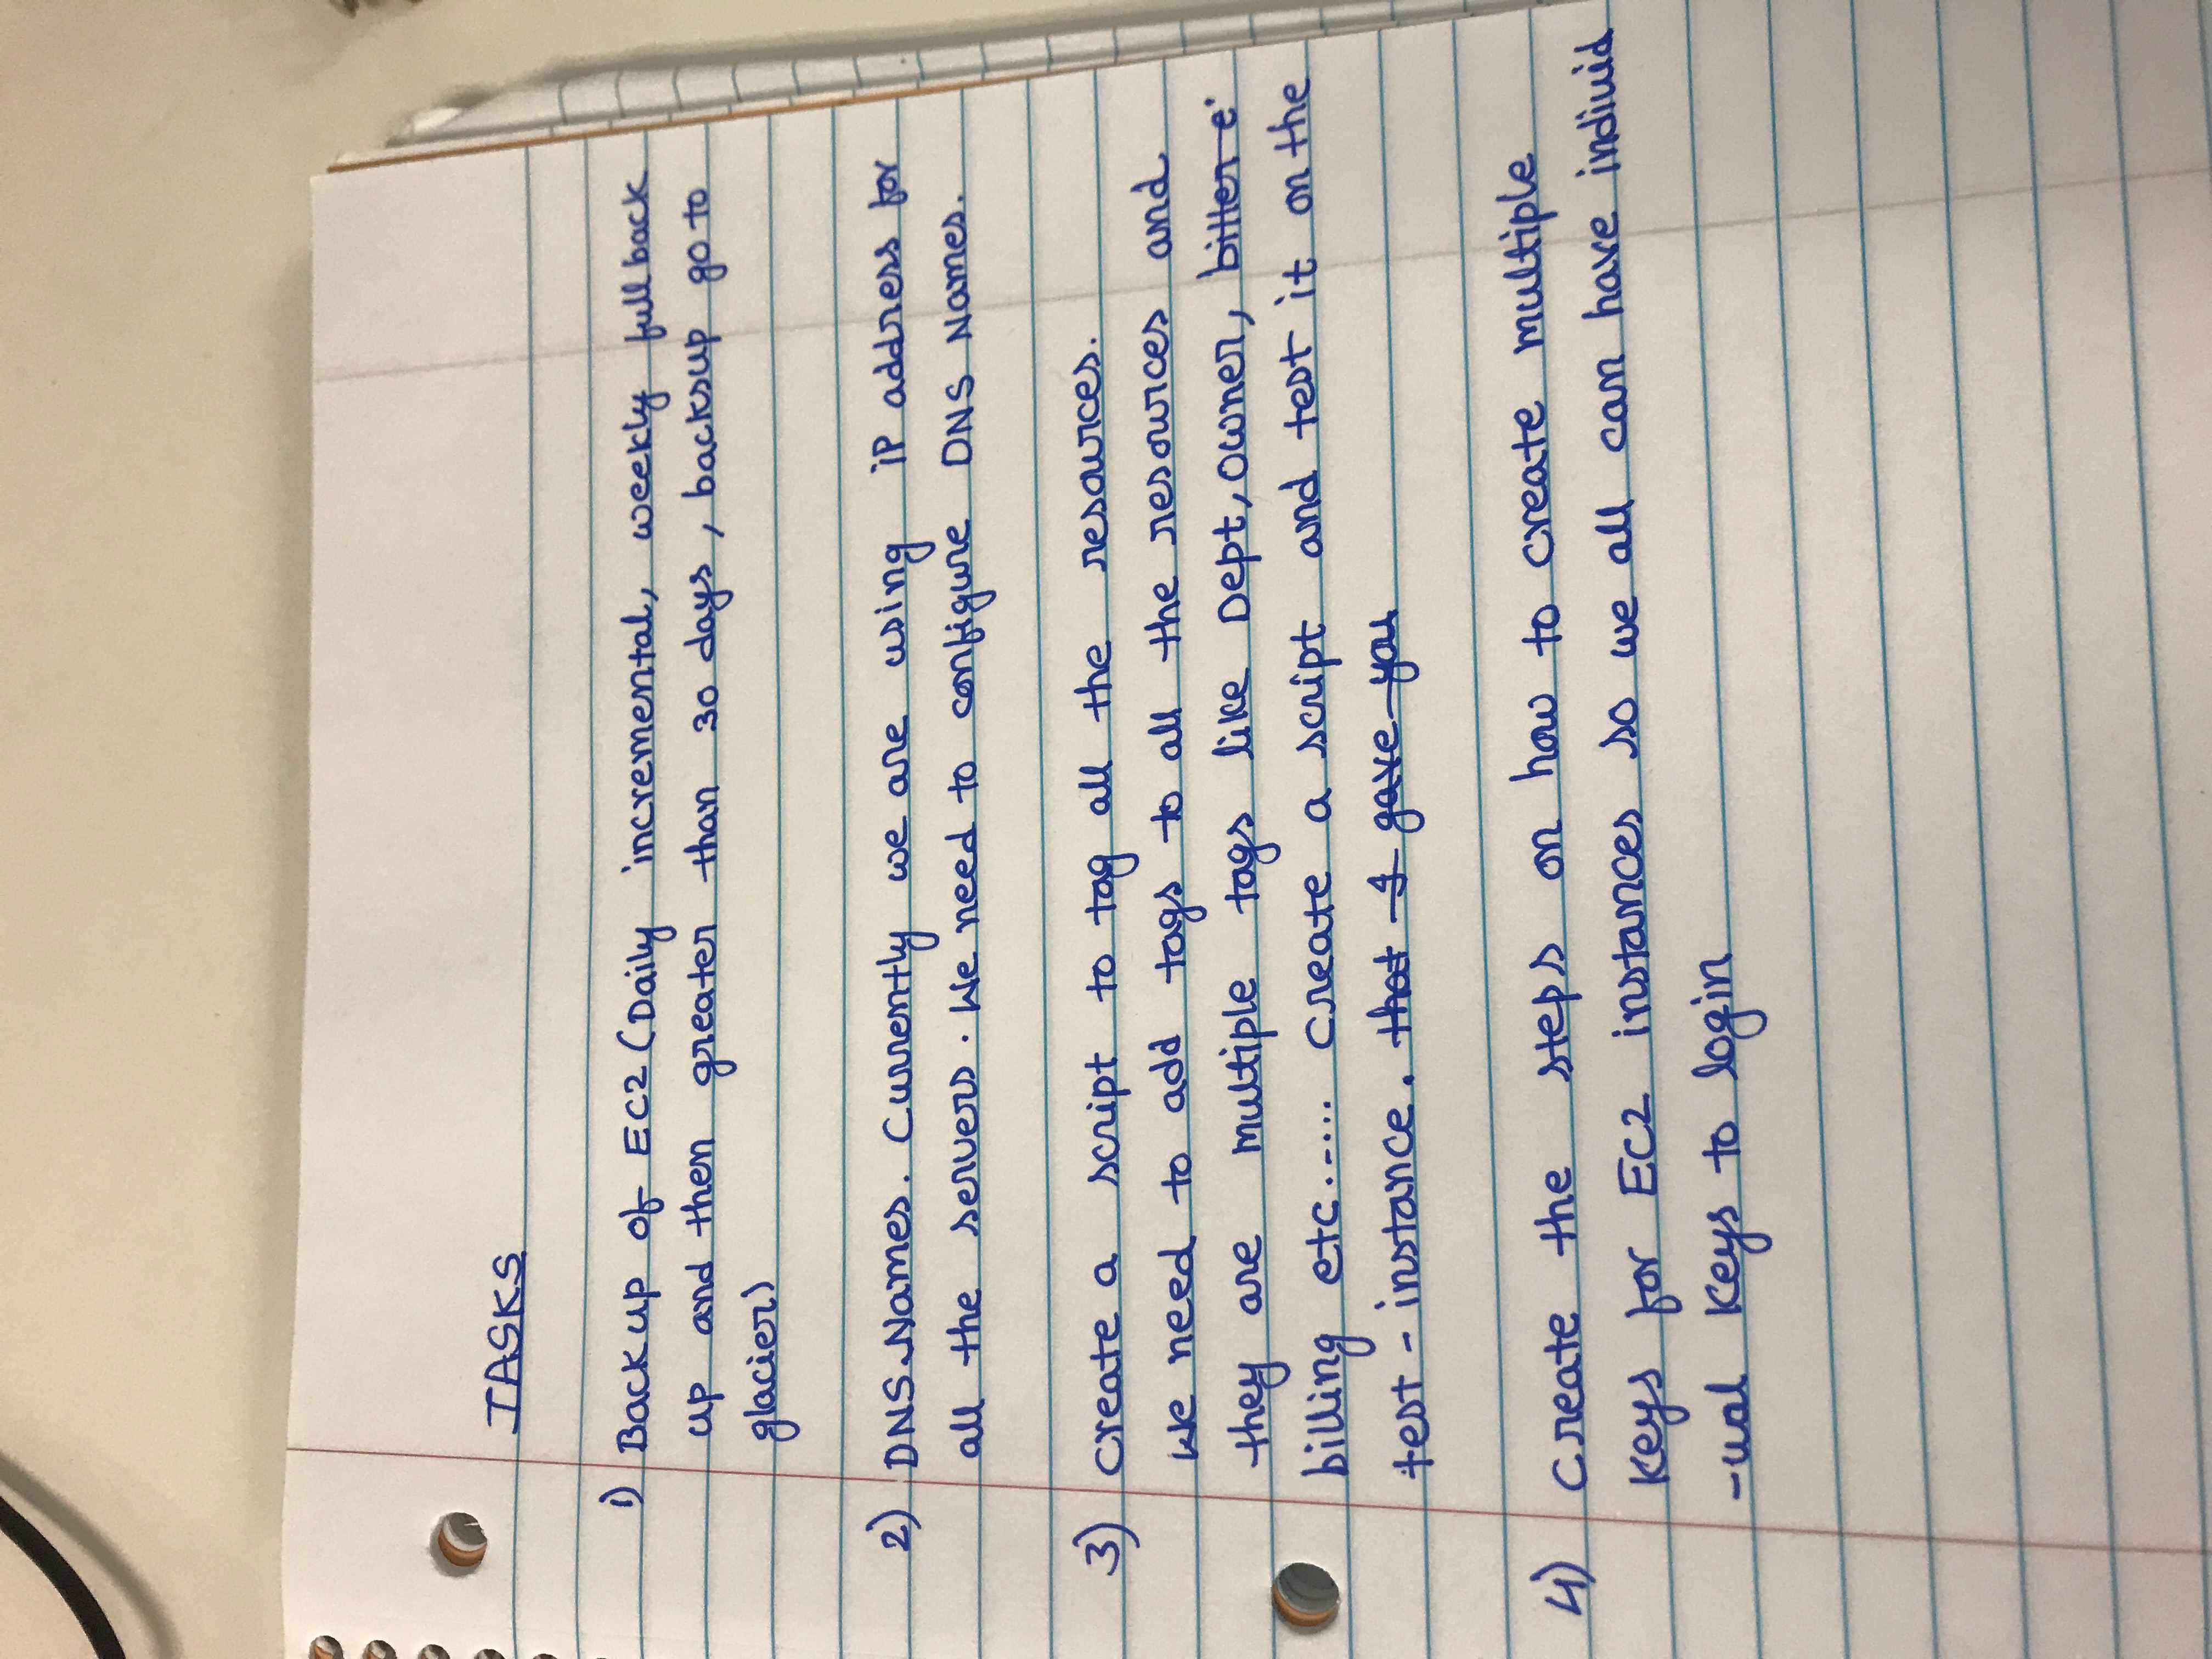 TASKS
1) Back up of EC2 (Daily incremental, weekly full back
up and then greater than 30 days, backsup go to
glacier)
2) DNS Names. Currently we are using iP address for
all the servers. We need to configure DNS Names.
3) create a script to tag all the resources.
We need to add tags to all the resources and
they are multiple tags like Dept, owner,
billing etc...... create a script and test it on the
test - instance. that I gave you
4) create the steps on how to create multiple
keys for EC2 instances so we all can have individ
-ual keys to login